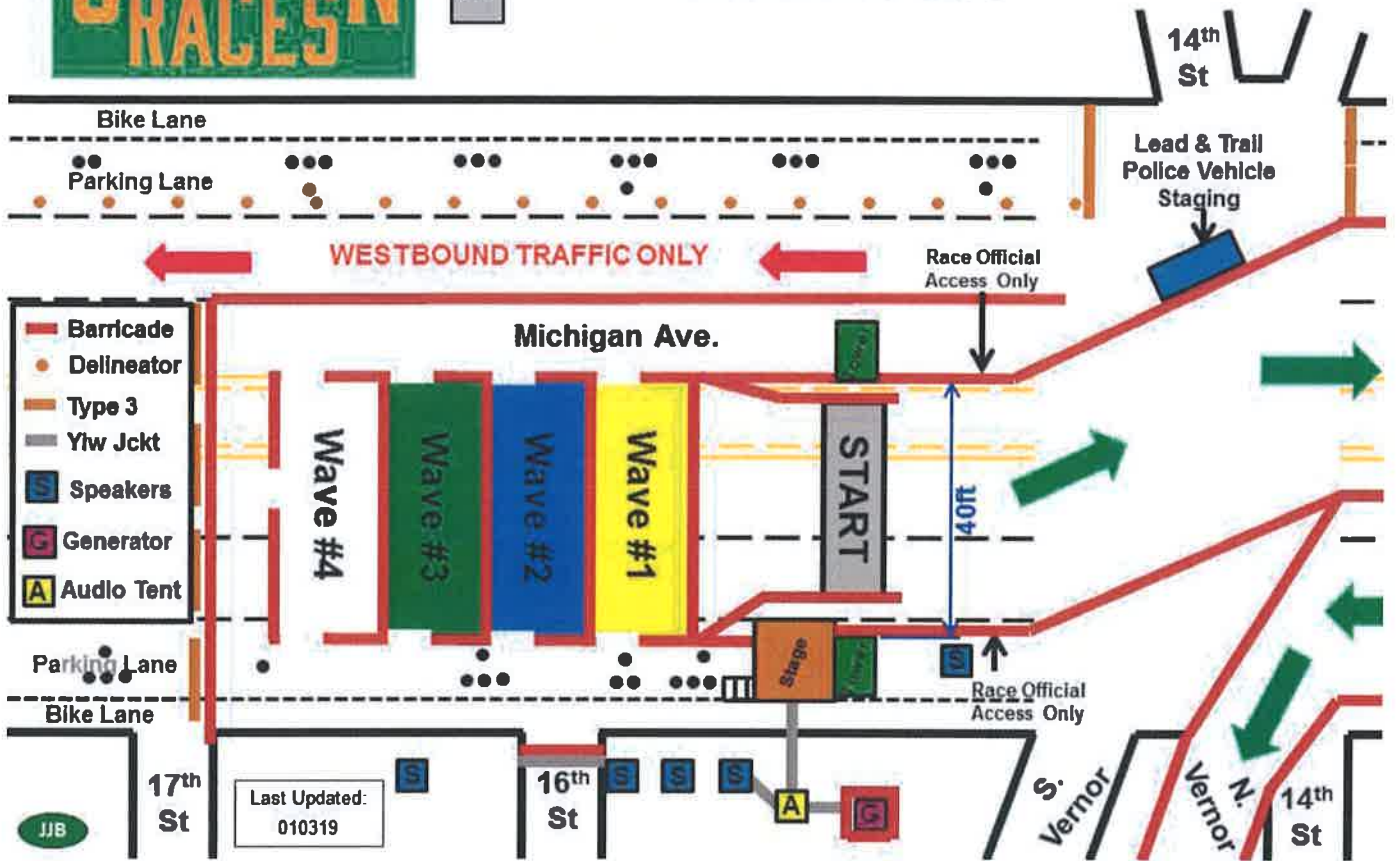 RACES
14th
St
Bike Lane
Parking Lane
Lead & Trail
Police Vehicle
Staging
WESTBOUND TRAFFIC ONLY
Race Official
Access Only
Michigan Ave.
Barricade
Delineator
Type 3
Ylw Jckt
S Speakers
G Generator
A Audio Tent
Wave #4
Wave #3
Wave #2
Wave #1
START
40ft
Parking Lane
Bike Lane
Stage
S
Race Official
Access Only
17th
St
S
16th
St
S
S
S
A
G
S.
Vernor
N.
Vernor
14th
St
Last Updated:
010319
JJB